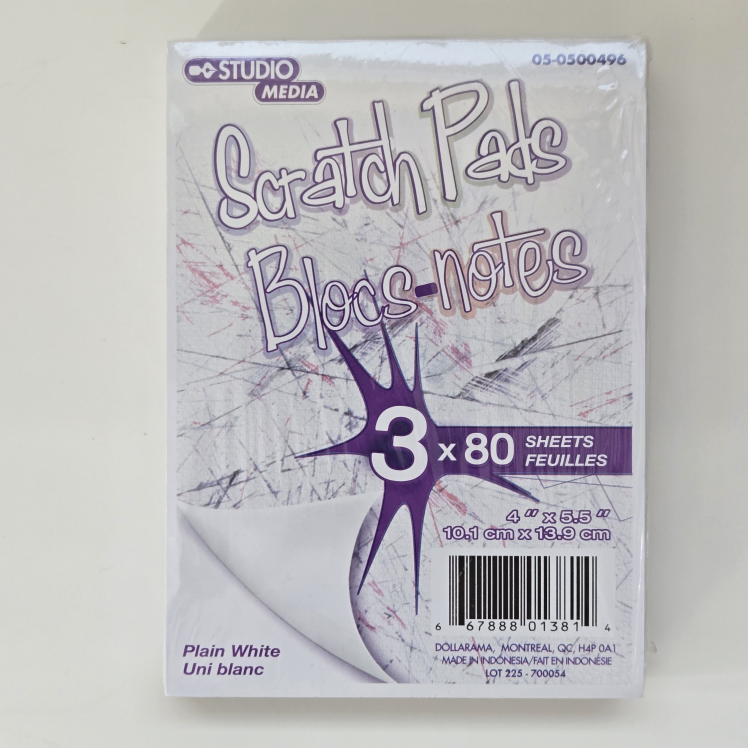 STUDIO
MEDIA
05-0500496
Scratch Pads
Blocs-notes
3 x 80 SHEETS
FEUILLES
4" x 5.5"
10.1 cm x 13.9 cm
6 67888 01381 4
Plain White
Uni blanc
DOLLARAMA, MONTREAL, QC, H4P 0A1
MADE IN INDONESIA/FAIT EN INDONÉSIE
LOT 225 - 700054